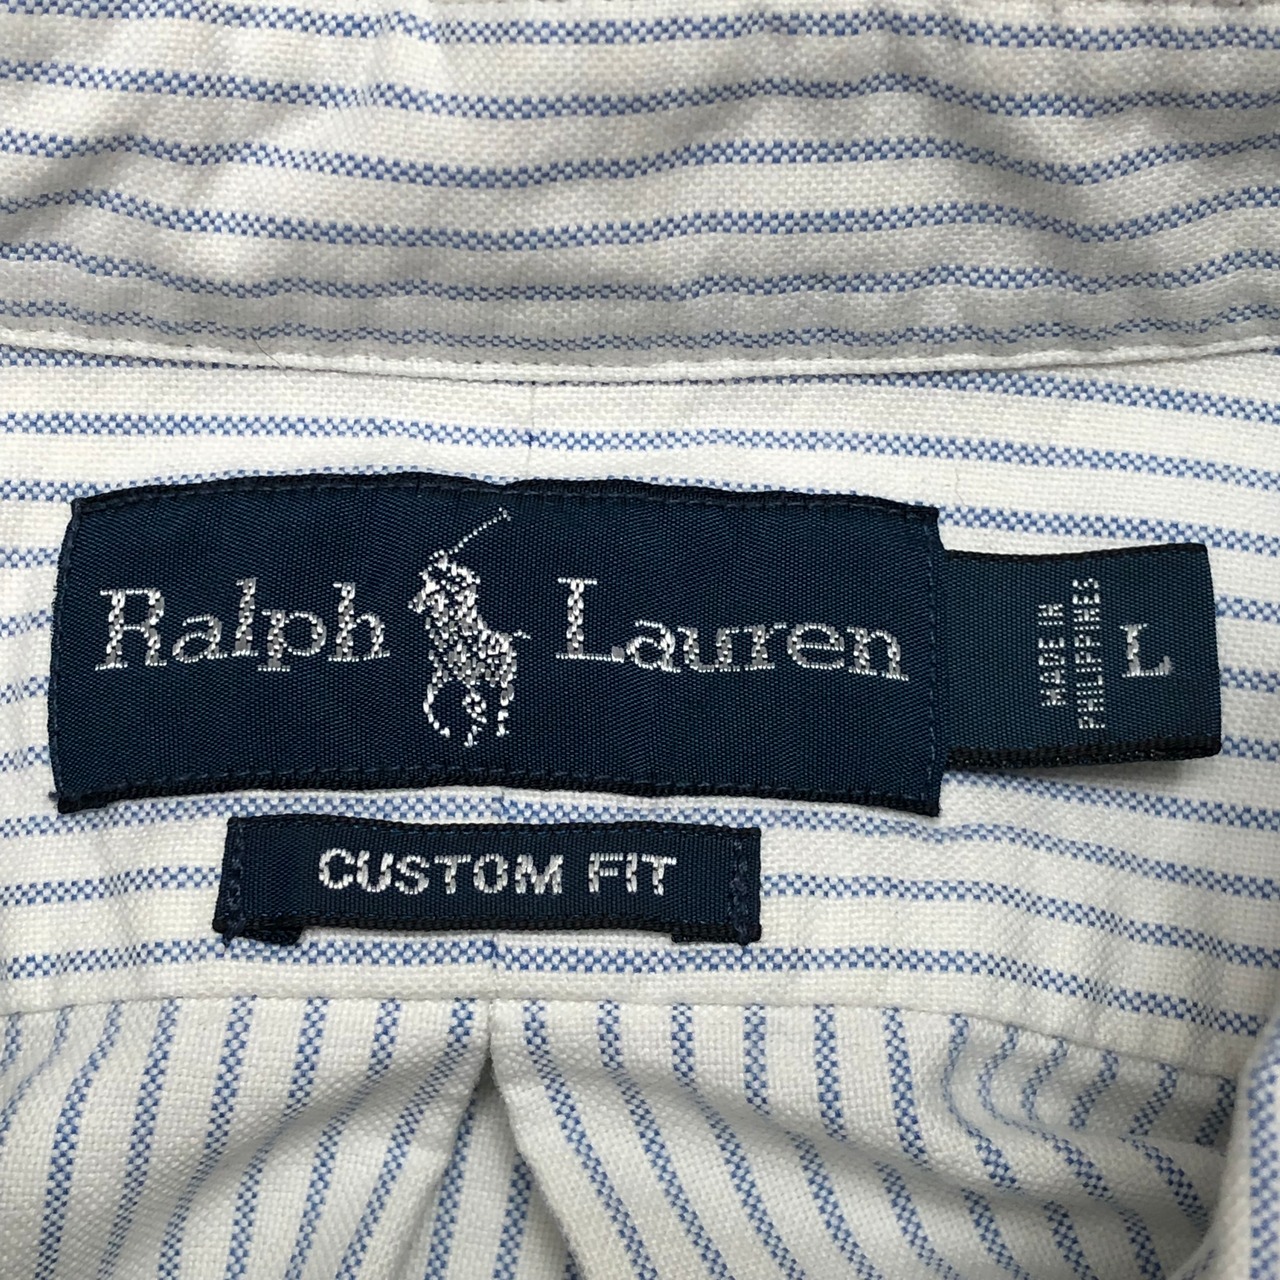 Ralph Lauren
MADE IN
PHILIPPINES
L
CUSTOM FIT